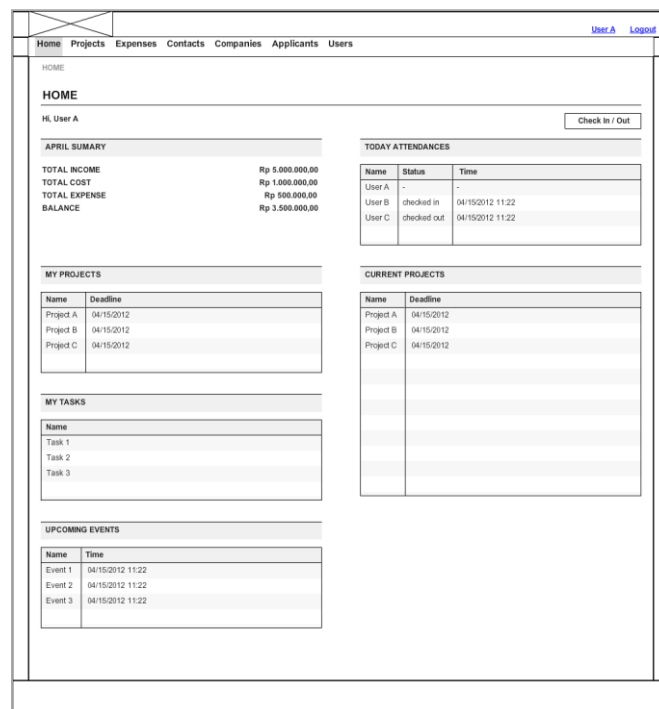 User A Logout
Home Projects Expenses Contacts Companies Applicants Users
HOME
HOME
Hi, User A
Check In / Out
APRIL SUMARY
TOTAL INCOME Rp 5.000.000,00
TOTAL COST Rp 1.000.000,00
TOTAL EXPENSE Rp 500.000,00
BALANCE Rp 3.500.000,00
TODAY ATTENDANCES
Name Status Time
User A - -
User B checked in 04/15/2012 11:22
User C checked out 04/15/2012 11:22
MY PROJECTS
Name Deadline
Project A 04/15/2012
Project B 04/15/2012
Project C 04/15/2012
CURRENT PROJECTS
Name Deadline
Project A 04/15/2012
Project B 04/15/2012
Project C 04/15/2012
MY TASKS
Name
Task 1
Task 2
Task 3
UPCOMING EVENTS
Name Time
Event 1 04/15/2012 11:22
Event 2 04/15/2012 11:22
Event 3 04/15/2012 11:22